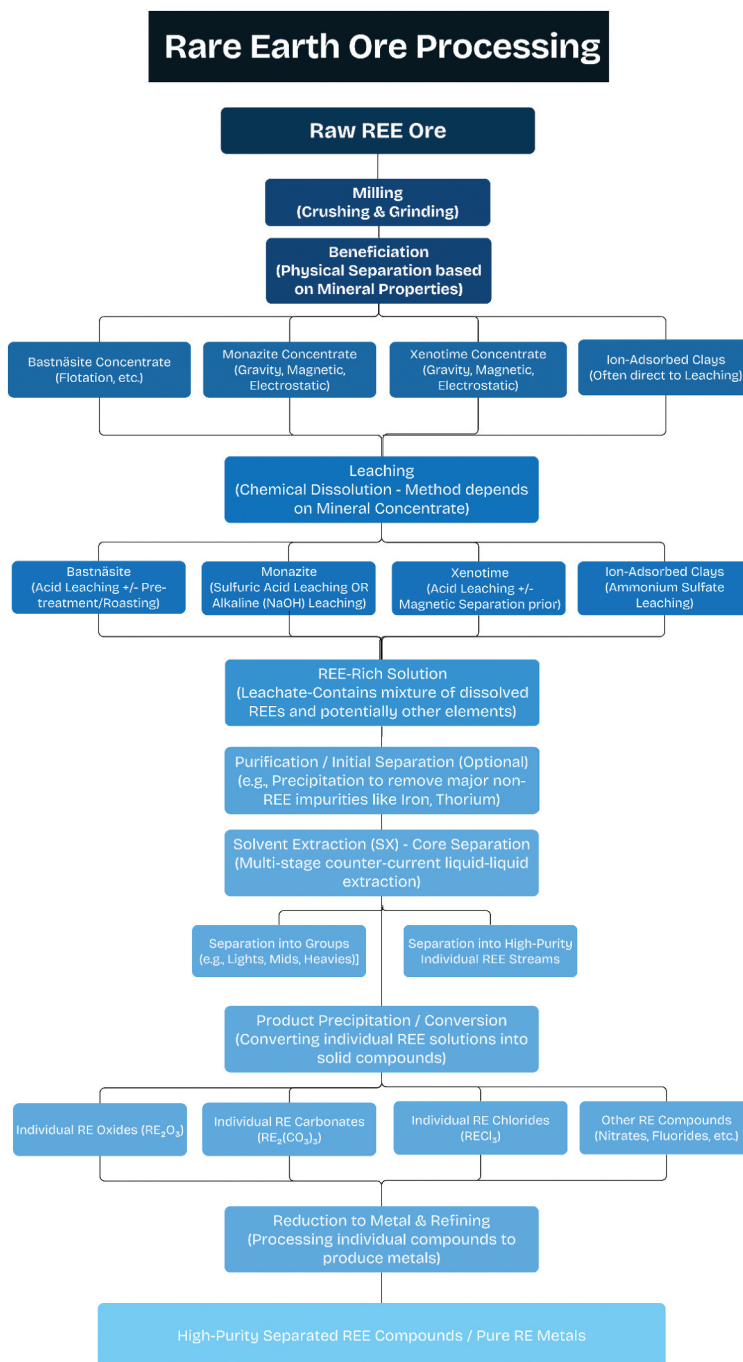 Rare Earth Ore Processing
Raw REE Ore
Milling
(Crushing & Grinding)
Beneficiation
(Physical Separation based
on Mineral Properties)
Bastnäsite Concentrate
(Flotation, etc.)
Monazite Concentrate
(Gravity, Magnetic,
Electrostatic)
Xenotime Concentrate
(Gravity, Magnetic,
Electrostatic)
Ion-Adsorbed Clays
(Often direct to Leaching)
Leaching
(Chemical Dissolution - Method depends
on Mineral Concentrate)
Bastnäsite
(Acid Leaching +/- Pre-
treatment/Roasting)
Monazite
(Sulfuric Acid Leaching OR
Alkaline (NaOH) Leaching)
Xenotime
(Acid Leaching +/-
Magnetic Separation prior)
Ion-Adsorbed Clays
(Ammonium Sulfate
Leaching)
REE-Rich Solution
(Leachate-Contains mixture of dissolved
REEs and potentially other elements)
Purification / Initial Separation (Optional)
(e.g., Precipitation to remove major non-
REE impurities like Iron, Thorium)
Solvent Extraction (SX) - Core Separation
(Multi-stage counter-current liquid-liquid
extraction)
Separation into Groups
(e.g., Lights, Mids, Heavies)]
Separation into High-Purity
Individual REE Streams
Product Precipitation / Conversion
(Converting individual REE solutions into
solid compounds)
Individual RE Oxides (RE₂O₃)
Individual RE Carbonates
(RE₂(CO₃)₃)
Individual RE Chlorides
(RECl₃)
Other RE Compounds
(Nitrates, Fluorides, etc.)
Reduction to Metal & Refining
(Processing individual compounds to
produce metals)
High-Purity Separated REE Compounds / Pure RE Metals